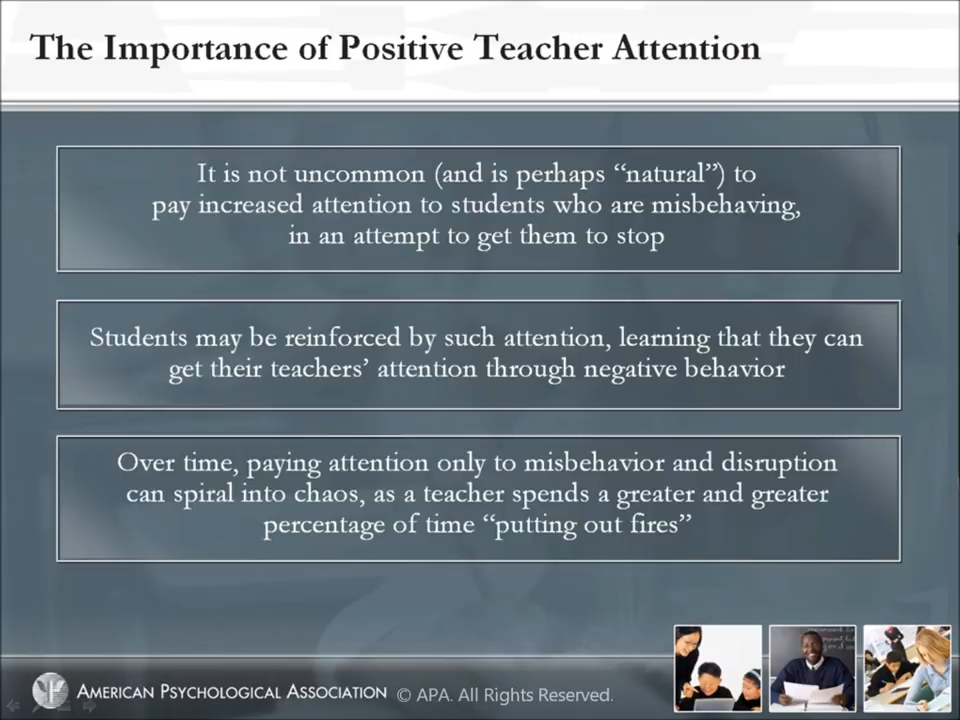 The Importance of Positive Teacher Attention
It is not uncommon (and is perhaps “natural”) to
pay increased attention to students who are misbehaving,
in an attempt to get them to stop
Students may be reinforced by such attention, learning that they can
get their teachers’ attention through negative behavior
Over time, paying attention only to misbehavior and disruption
can spiral into chaos, as a teacher spends a greater and greater
percentage of time “putting out fires”
AMERICAN PSYCHOLOGICAL ASSOCIATION © APA. All Rights Reserved.